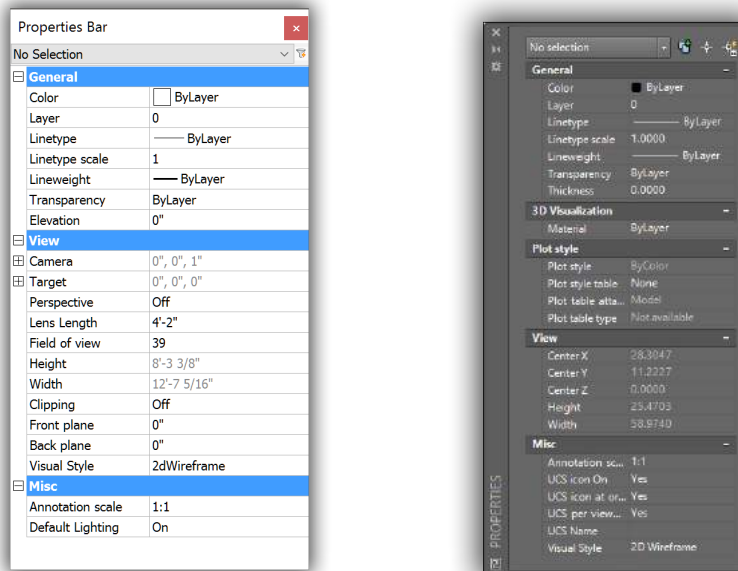 Properties Bar
No Selection
General
Color ByLayer
Layer 0
Linetype ByLayer
Linetype scale 1
Lineweight ByLayer
Transparency ByLayer
Elevation 0"
View
Camera 0", 0", 1"
Target 0", 0", 0"
Perspective Off
Lens Length 4'-2"
Field of view 39
Height 8'-3 3/8"
Width 12'-7 5/16"
Clipping Off
Front plane 0"
Back plane 0"
Visual Style 2dWireframe
Misc
Annotation scale 1:1
Default Lighting On
No selection
General
Color ByLayer
Layer 0
Linetype ByLayer
Linetype scale 1.0000
Lineweight ByLayer
Transparency ByLayer
Thickness 0.0000
3D Visualization
Material ByLayer
Plot style
Plot style ByColor
Plot style table None
Plot table atta... Model
Plot table type Not available
View
Center X 28.3047
Center Y 11.2227
Center Z 0.0000
Height 25.4703
Width 58.9740
Misc
Annotation sc... 1:1
UCS icon On Yes
UCS icon at or... Yes
UCS per view... Yes
UCS Name
Visual Style 2D Wireframe
PROPERTIES